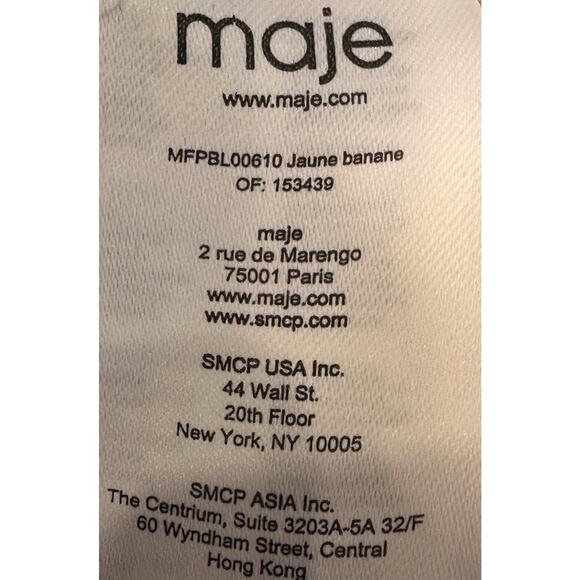 maje
www.maje.com
MFPBL00610 Jaune banane
OF: 153439
maje
2 rue de Marengo
75001 Paris
www.maje.com
www.smcp.com
SMCP USA Inc.
44 Wall St.
20th Floor
New York, NY 10005
SMCP ASIA Inc.
The Centrium, Suite 3203A-5A 32/F
60 Wyndham Street, Central
Hong Kong